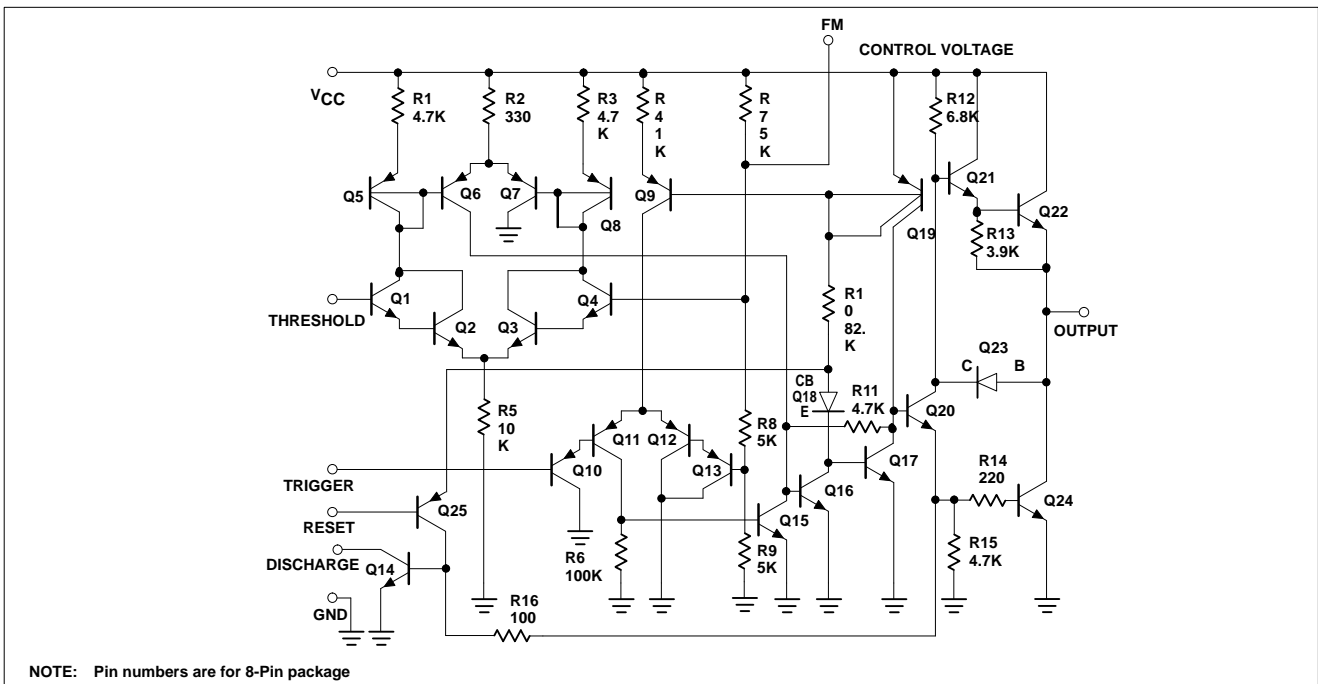 FM
CONTROL VOLTAGE
VCC
R1
4.7K
R2
330
R3
4.7
K
R
4
1
K
R
7
5
K
R12
6.8K
Q5
Q6
Q7
Q8
Q9
Q19
Q21
Q22
R13
3.9K
THRESHOLD
Q1
Q2
Q3
Q4
R1
0
82.
K
OUTPUT
Q23
C
B
CB
Q18
E
R11
4.7K
Q20
R5
10
K
Q11
Q12
R8
5K
Q10
Q13
Q17
TRIGGER
Q16
R14
220
Q24
RESET
Q25
Q15
DISCHARGE
Q14
R6
100K
R9
5K
R15
4.7K
GND
R16
100
NOTE: Pin numbers are for 8-Pin package